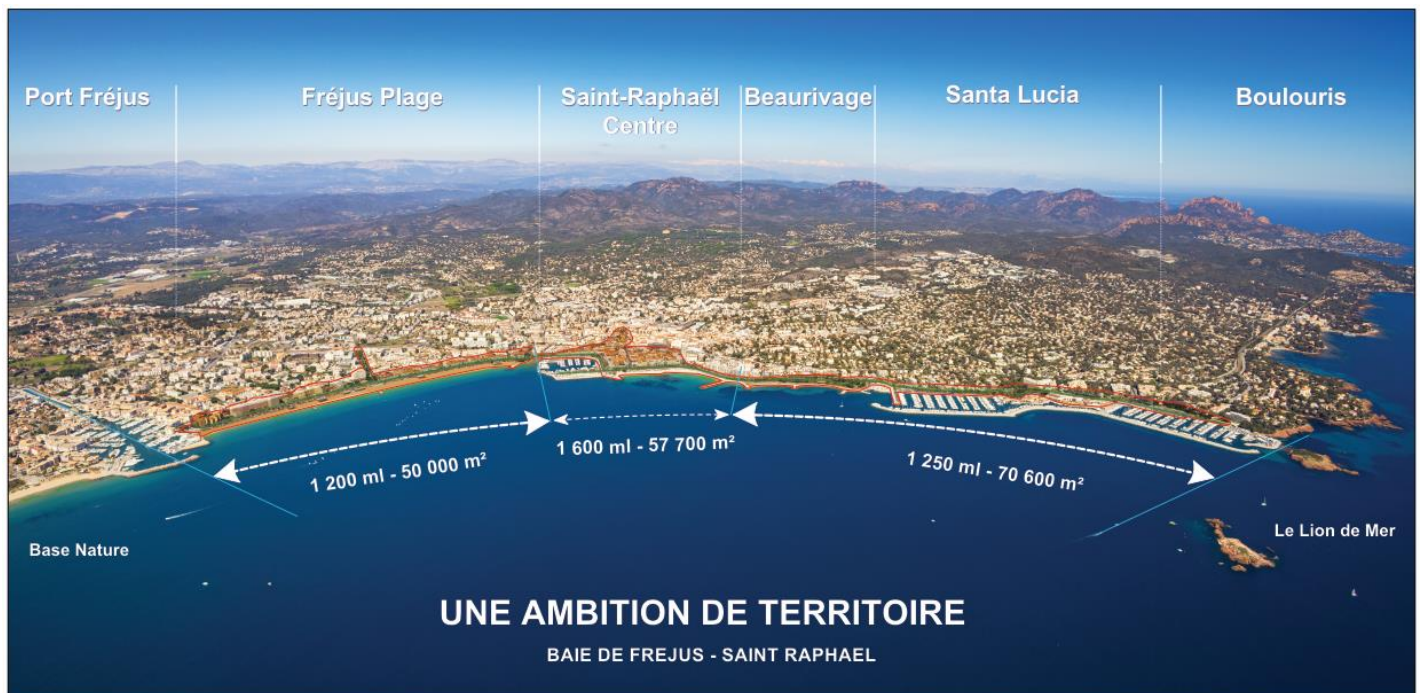 Port Fréjus
Fréjus Plage
Saint-Raphaël
Centre
Beaurivage
Santa Lucia
Boulouris
1 200 ml - 50 000 m²
1 600 ml - 57 700 m²
1 250 ml - 70 600 m²
Base Nature
Le Lion de Mer
UNE AMBITION DE TERRITOIRE
BAIE DE FREJUS - SAINT RAPHAEL